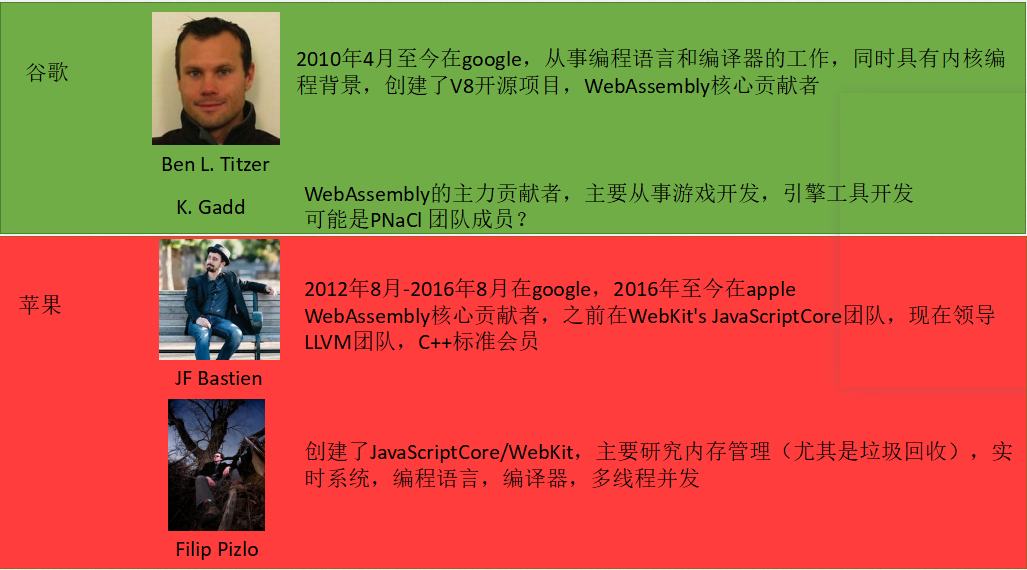 谷歌
2010年4月至今在google，从事编程语言和编译器的工作，同时具有内核编
程背景，创建了V8开源项目，WebAssembly核心贡献者
Ben L. Titzer
K. Gadd
WebAssembly的主力贡献者，主要从事游戏开发，引擎工具开发
可能是PNaCl 团队成员？
苹果
2012年8月-2016年8月在google，2016年至今在apple
WebAssembly核心贡献者，之前在WebKit's JavaScriptCore团队，现在领导
LLVM团队，C++标准会员
JF Bastien
创建了JavaScriptCore/WebKit，主要研究内存管理（尤其是垃圾回收），实
时系统，编程语言，编译器，多线程并发
Filip Pizlo